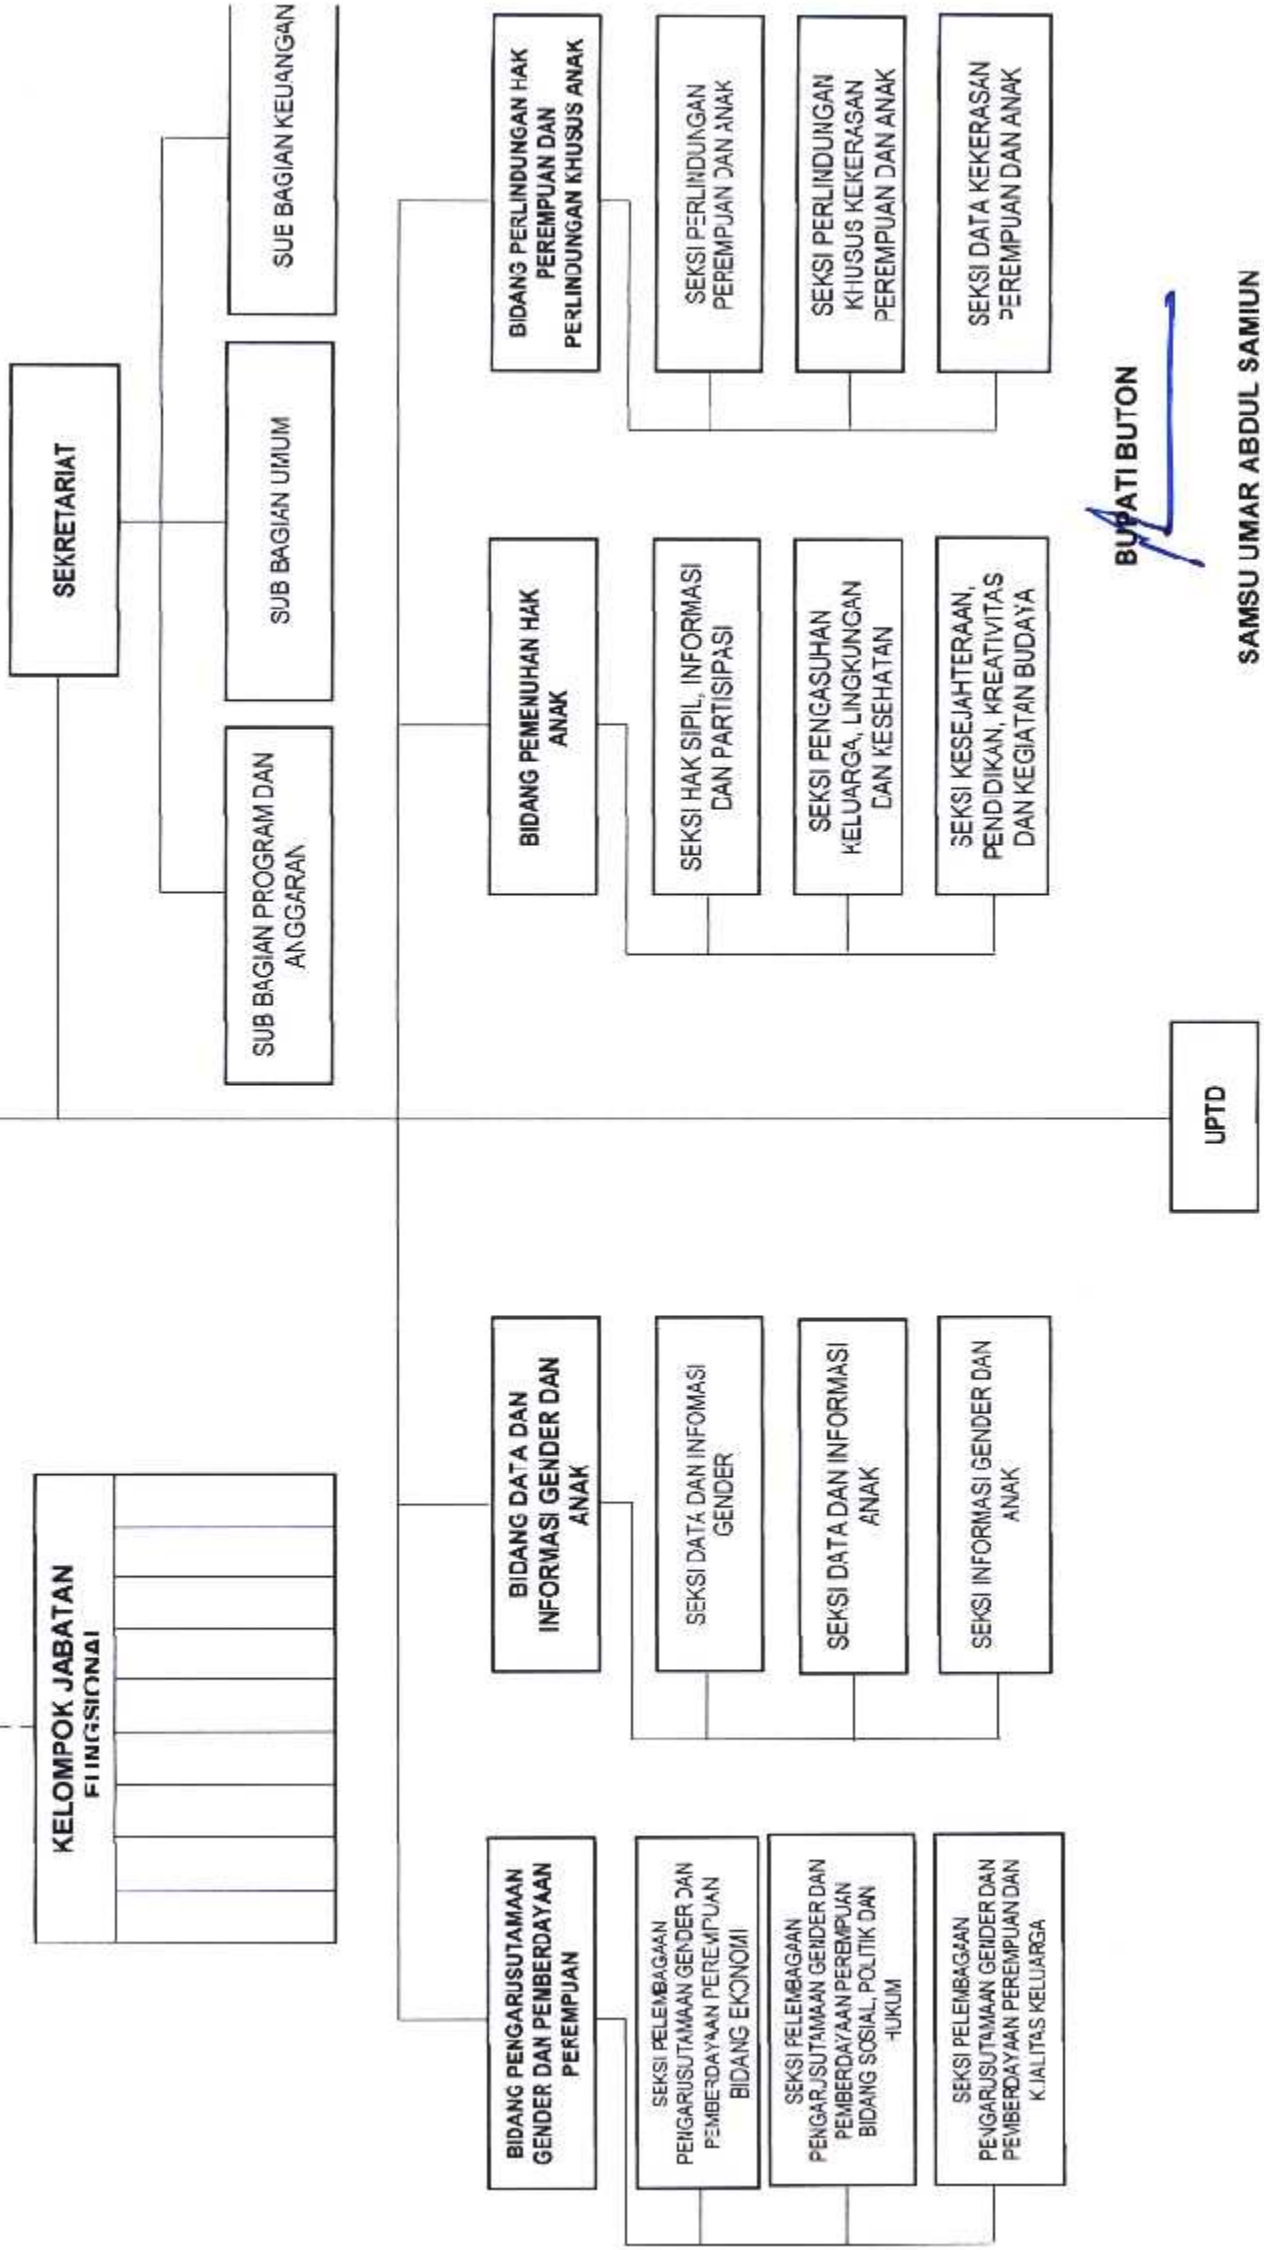 SEKRETARIAT
SUB BAGIAN PROGRAM DAN
ANGGARAN
SUB BAGIAN UMUM
SUB BAGIAN KEUANGAN
KELOMPOK JABATAN
FUNGSIONAL
BIDANG PENGARUSUTAMAAN
GENDER DAN PEMBERDAYAAN
PEREMPUAN
SEKSI PELEMBAGAAN
PENGARUSUTAMAAN GENDER DAN
PEMBERDAYAAN PEREMPUAN
BIDANG EKONOMI
SEKSI PELEMBAGAAN
PENGARUSUTAMAAN GENDER DAN
PEMBERDAYAAN PEREMPUAN
BIDANG SOSIAL, POLITIK DAN
HUKUM
SEKSI PELEMBAGAAN
PENGARUSUTAMAAN GENDER DAN
PEMBERDAYAAN PEREMPUAN DAN
KUALITAS KELUARGA
BIDANG DATA DAN
INFORMASI GENDER DAN
ANAK
SEKSI DATA DAN INFOMASI
GENDER
SEKSI DATA DAN INFORMASI
ANAK
SEKSI INFORMASI GENDER DAN
ANAK
BIDANG PEMENUHAN HAK
ANAK
SEKSI HAK SIPIL, INFORMASI
DAN PARTISIPASI
SEKSI PENGASUHAN
KELUARGA, LINGKUNGAN
DAN KESEHATAN
SEKSI KESEJAHTERAAN,
PENDIDIKAN, KREATIVITAS
DAN KEGIATAN BUDAYA
BIDANG PERLINDUNGAN HAK
PEREMPUAN DAN
PERLINDUNGAN KHUSUS ANAK
SEKSI PERLINDUNGAN
PEREMPUAN DAN ANAK
SEKSI PERLINDUNGAN
KHUSUS KEKERASAN
PEREMPUAN DAN ANAK
SEKSI DATA KEKERASAN
PEREMPUAN DAN ANAK
UPTD
BUPATI BUTON
SAMSU UMAR ABDUL SAMIUN